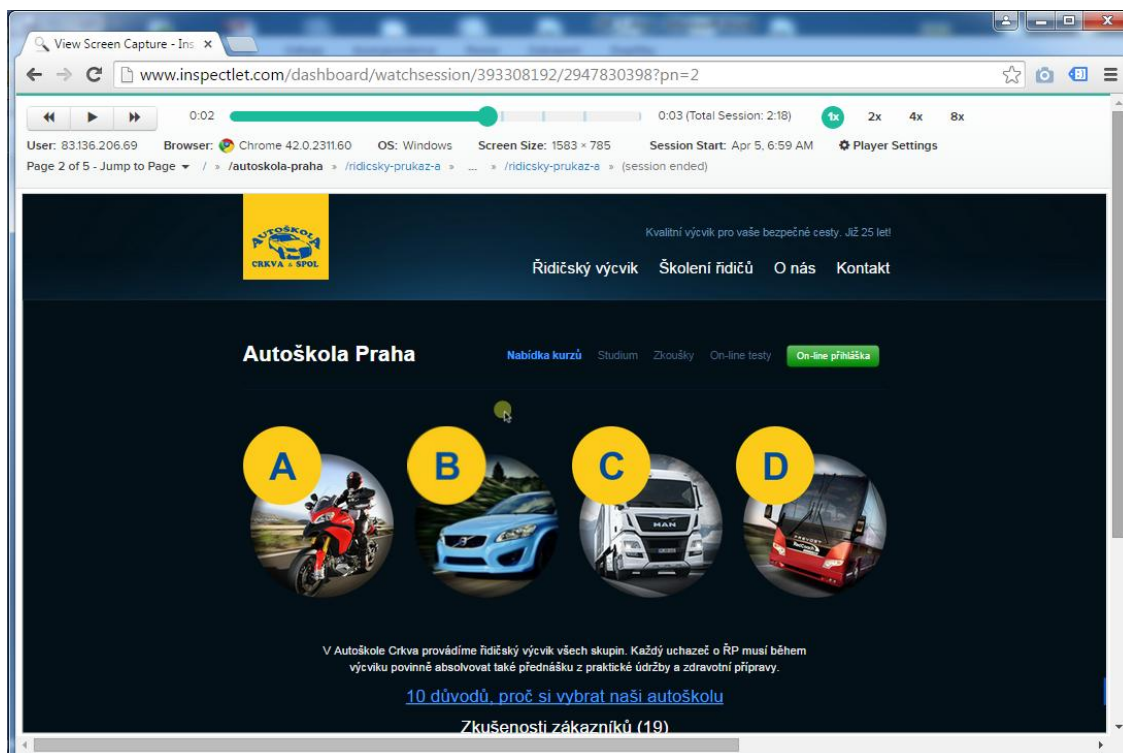 View Screen Capture - Ins
www.inspectlet.com/dashboard/watchsession/393308192/2947830398?pn=2
0:02 0:03 (Total Session: 2:18) 1x 2x 4x 8x
User: 83.136.206.69 Browser: Chrome 42.0.2311.60 OS: Windows Screen Size: 1583 × 785 Session Start: Apr 5, 6:59 AM Player Settings
Page 2 of 5 - Jump to Page / » /autoskola-praha » /ridicsky-prukaz-a » ... » /ridicsky-prukaz-a » (session ended)
AUTOŠKOLA
CRKVA & SPOL
Kvalitní výcvik pro vaše bezpečné cesty. Již 25 let!
Řidičský výcvik Školení řidičů O nás Kontakt
Autoškola Praha
Nabídka kurzů Studium Zkoušky On-line testy On-line přihláška
A B C D
MAN
V Autoškole Crkva provádíme řidičský výcvik všech skupin. Každý uchazeč o ŘP musí během
výcviku povinně absolvovat také přednášku z praktické údržby a zdravotní přípravy.
10 důvodů, proč si vybrat naši autoškolu
Zkušenosti zákazníků (19)